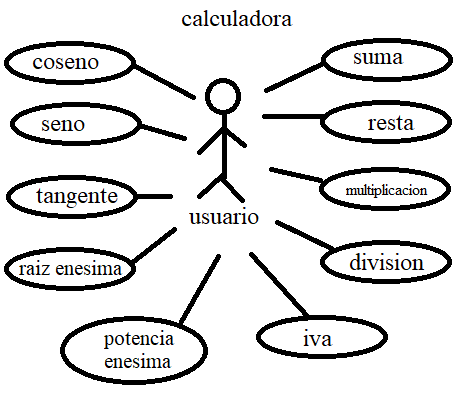 calculadora
coseno
suma
seno
resta
tangente
multiplicacion
usuario
raiz enesima
division
potencia
enesima
iva